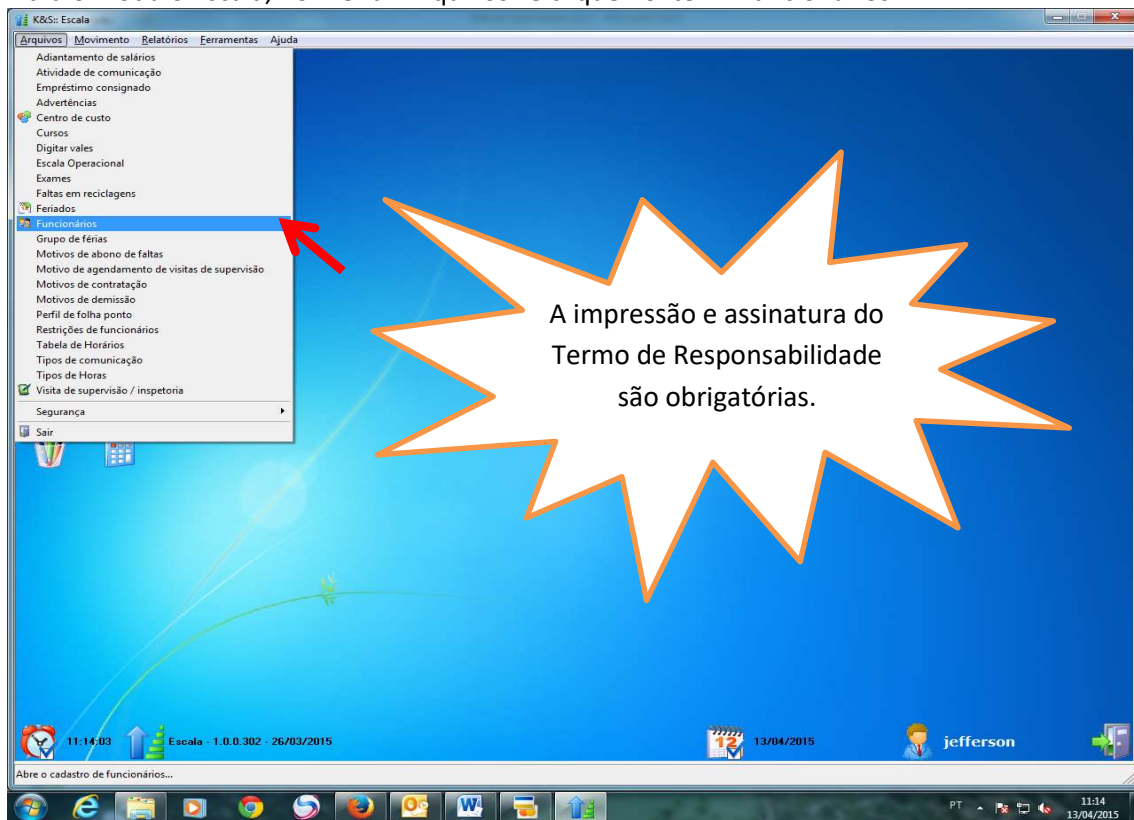 K&S:: Escala
Arquivos Movimento Relatórios Ferramentas Ajuda
Adiantamento de salários
Atividade de comunicação
Empréstimo consignado
Advertências
Centro de custo
Cursos
Digitar vales
Escala Operacional
Exames
Faltas em reciclagens
Feriados
Funcionários
Grupo de férias
Motivos de abono de faltas
Motivo de agendamento de visitas de supervisão
Motivos de contratação
Motivos de demissão
Perfil de folha ponto
Restrições de funcionários
Tabela de Horários
Tipos de comunicação
Tipos de Horas
Visita de supervisão / inspetoria
Segurança
Sair
A impressão e assinatura do
Termo de Responsabilidade
são obrigatórias.
11:14:03 Escala - 1.0.0.302 - 26/03/2015 12 13/04/2015 jefferson
Abre o cadastro de funcionários...
PT 11:14
13/04/2015